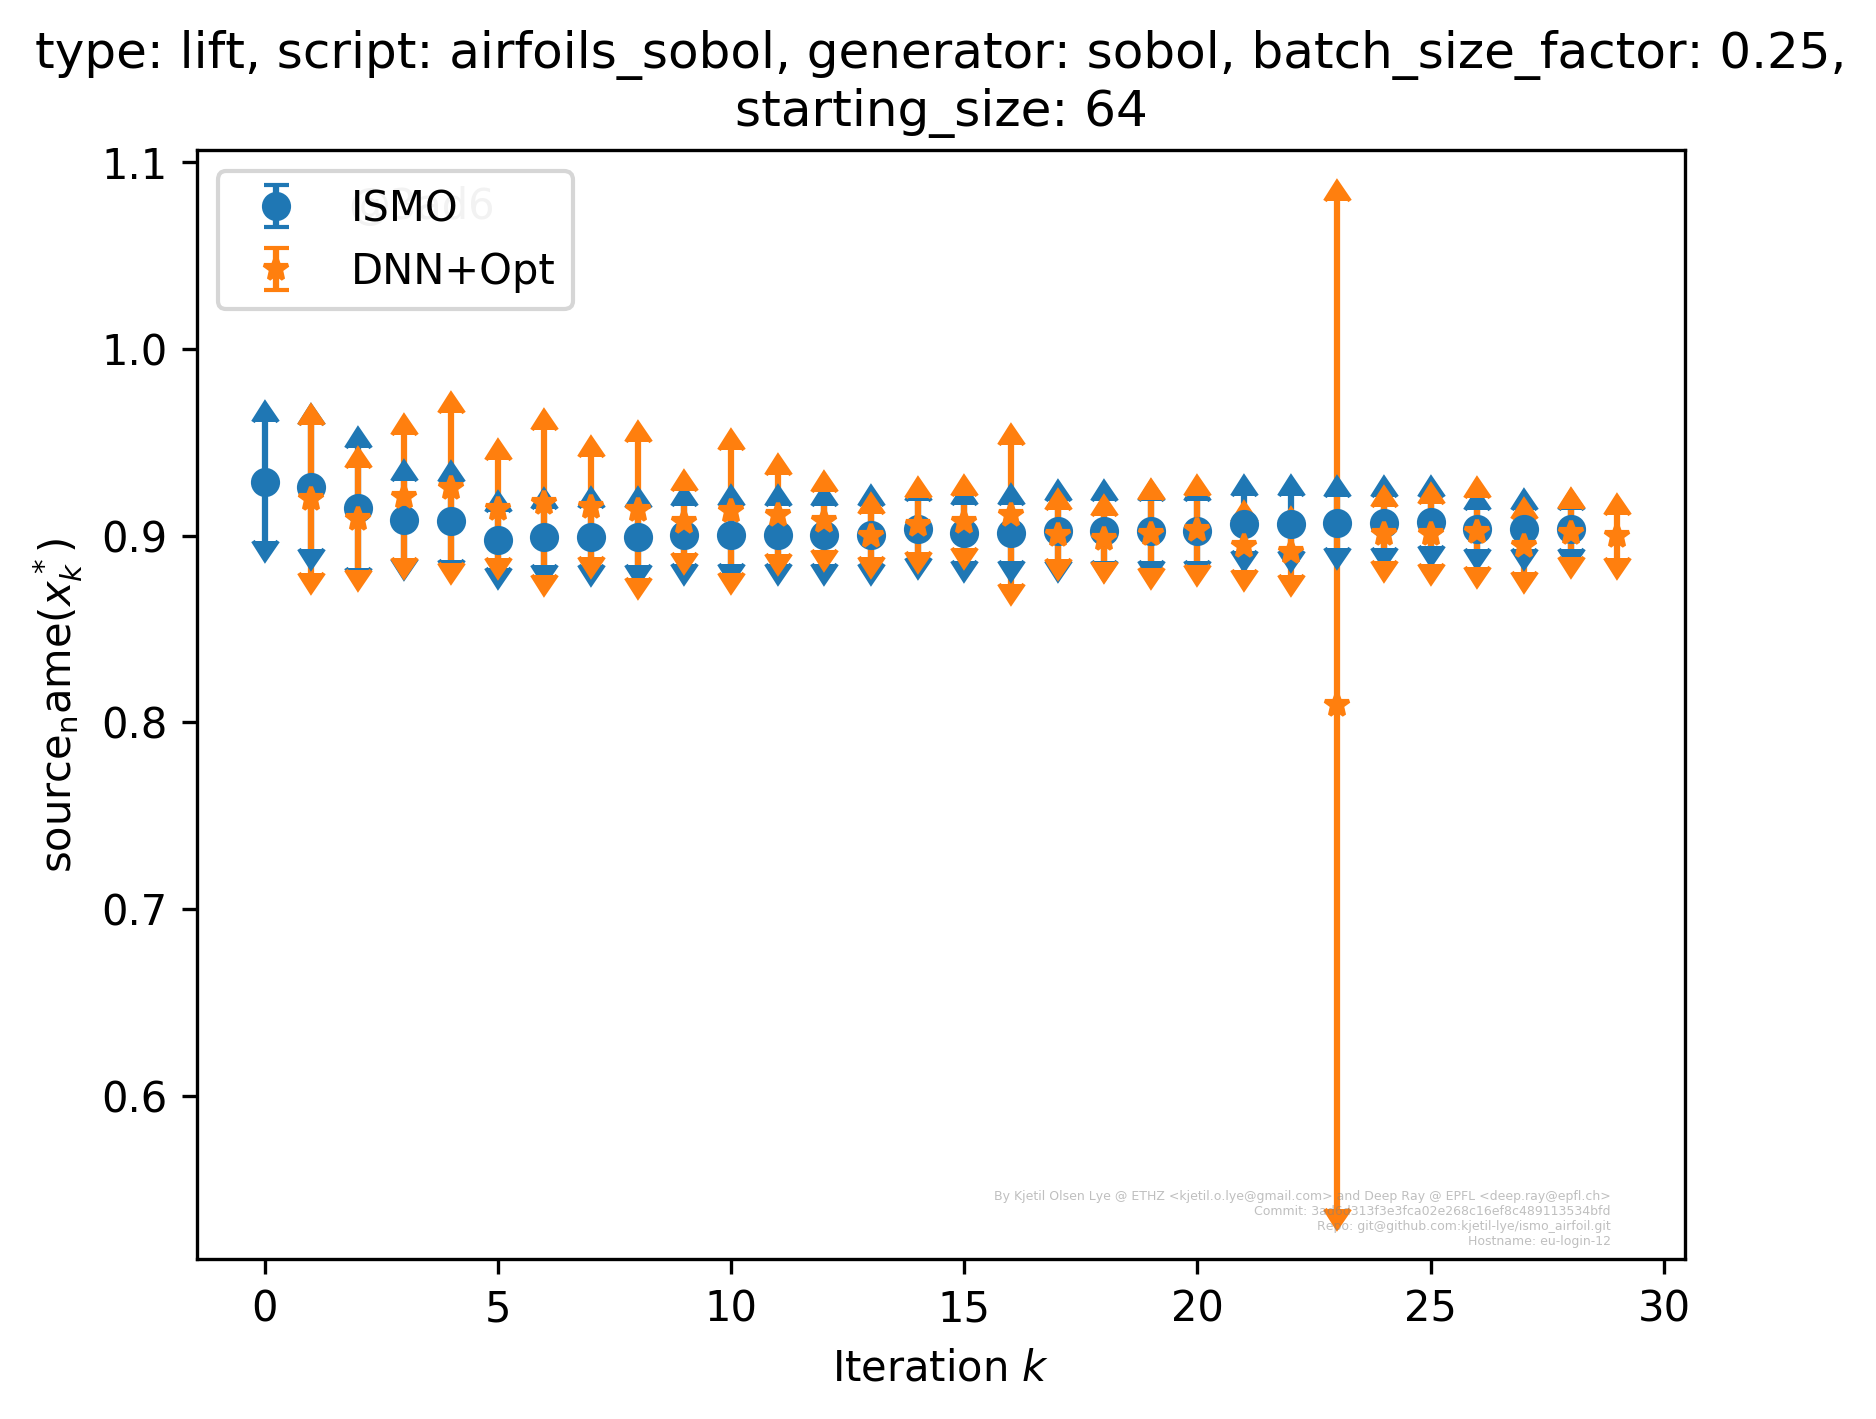 type: lift, script: airfoils_sobol, generator: sobol, batch_size_factor: 0.25,
starting_size: 64
1.1
1.0
0.9
0.8
0.7
0.6
source_name(x_k^*)
ISMO
DNN+Opt
By Kjetil Olsen Lye @ ETHZ <kjetil.o.lye@gmail.com> and Deep Ray @ EPFL <deep.ray@epfl.ch>
Commit:
Repo: git@github.com:kjetil-lye/ismo_airfoil.git
Hostname: eu-login-12
0 5 10 15 20 25 30
Iteration k